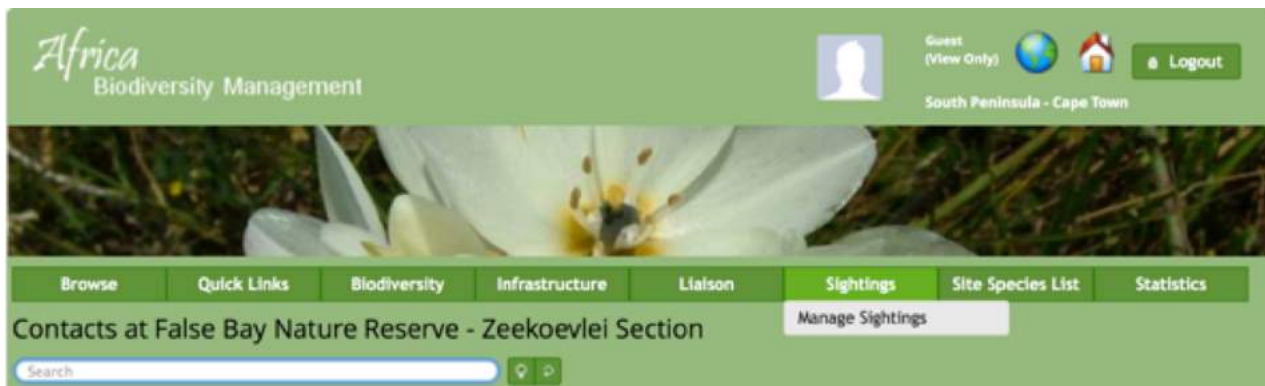 Africa
Biodiversity Management
Guest
(View Only)
Logout
South Peninsula - Cape Town
Browse Quick Links Biodiversity Infrastructure Liaison Sightings Site Species List Statistics
Manage Sightings
Contacts at False Bay Nature Reserve - Zeekoevlei Section
Search